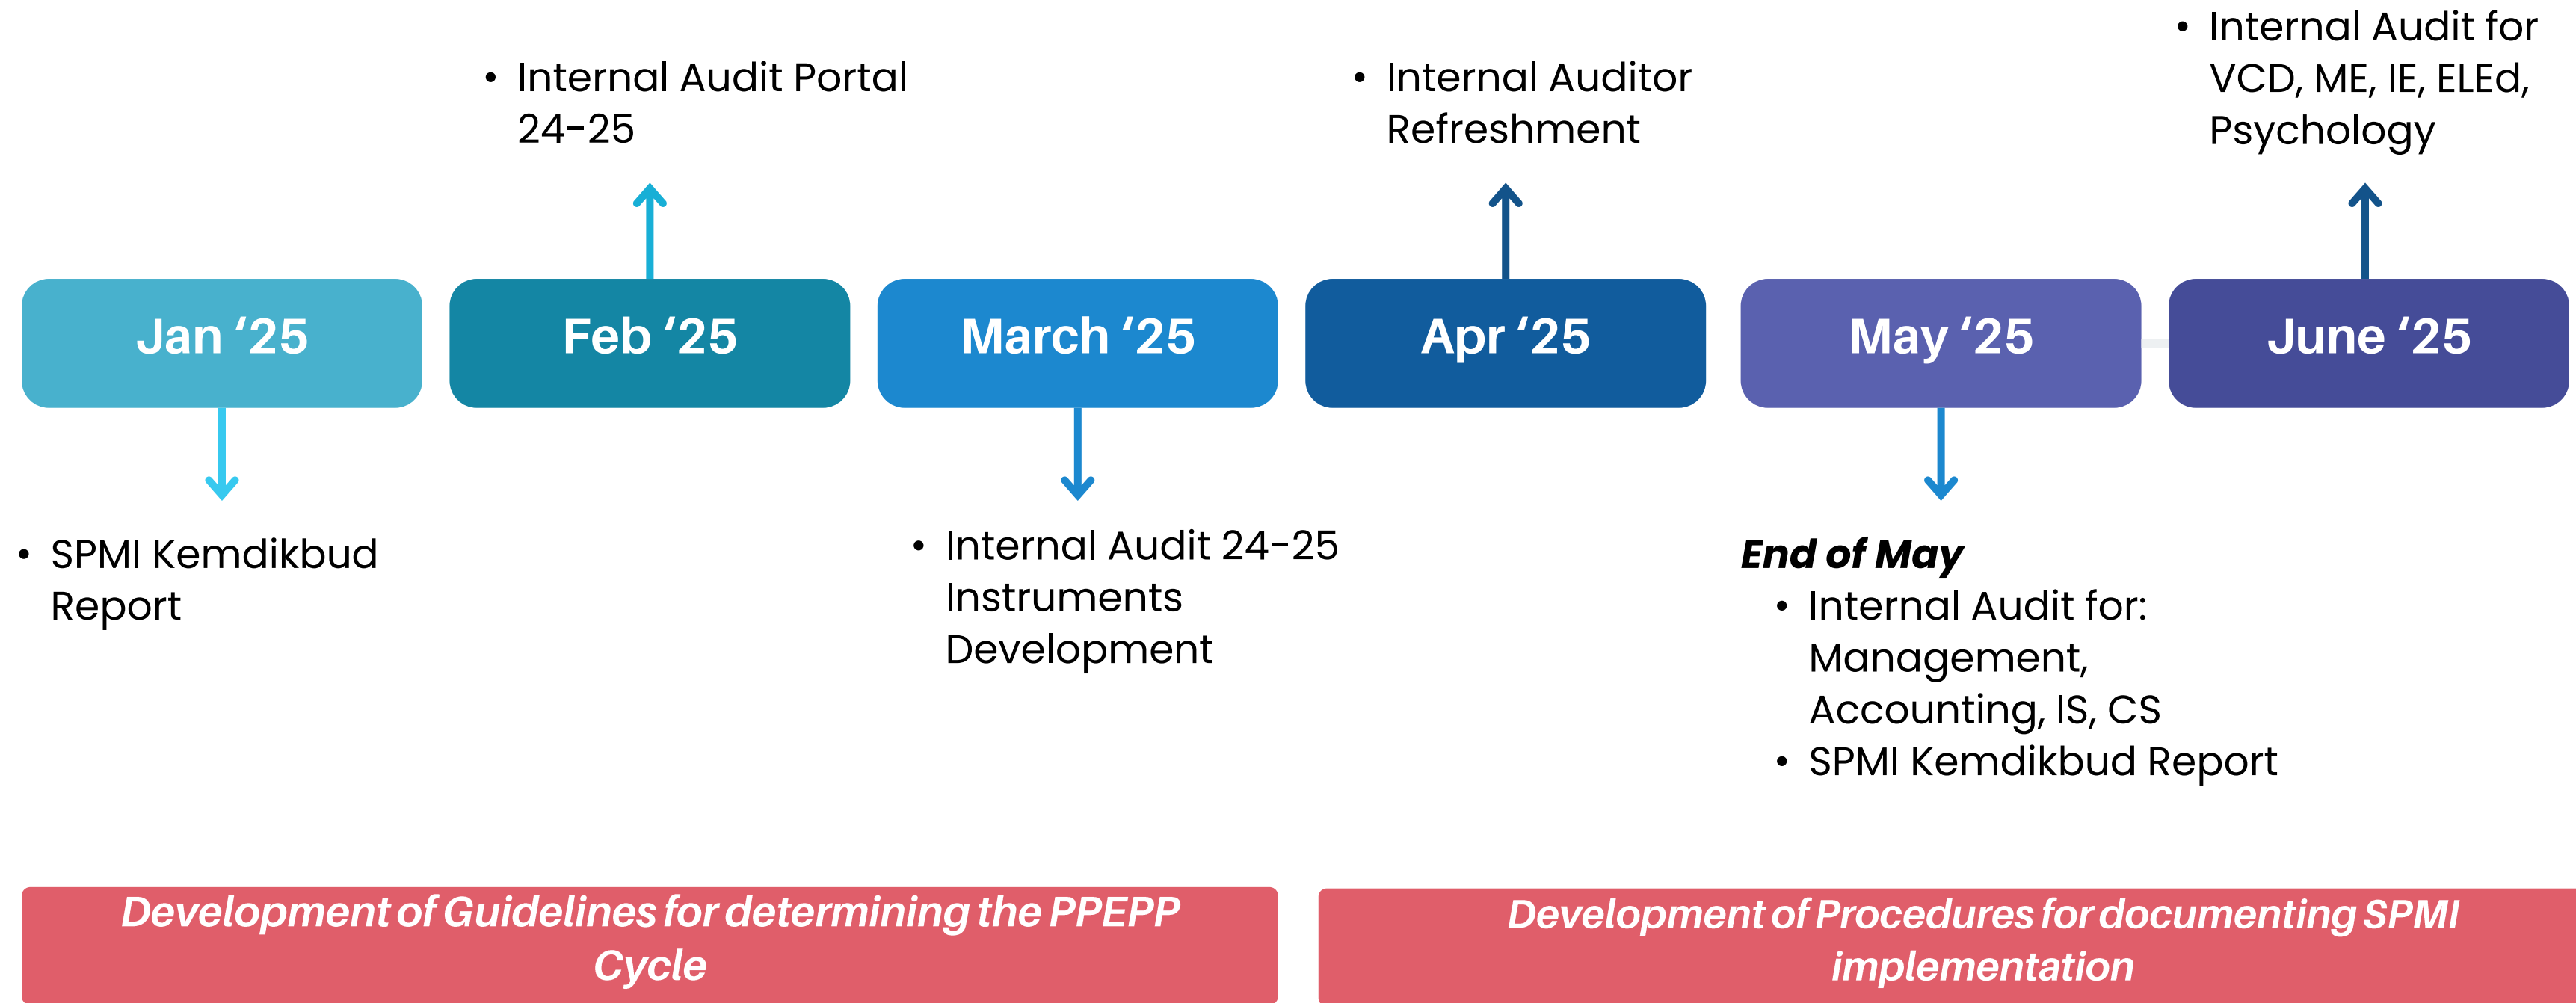 • Internal Audit Portal
24-25
• Internal Auditor
Refreshment
• Internal Audit for
VCD, ME, IE, ELEd,
Psychology
Jan ‘25
Feb ‘25
March ‘25
Apr ‘25
May ‘25
June ‘25
• SPMI Kemdikbud
Report
• Internal Audit 24-25
Instruments
Development
End of May
• Internal Audit for:
Management,
Accounting, IS, CS
• SPMI Kemdikbud Report
Development of Guidelines for determining the PPEPP
Cycle
Development of Procedures for documenting SPMI
implementation